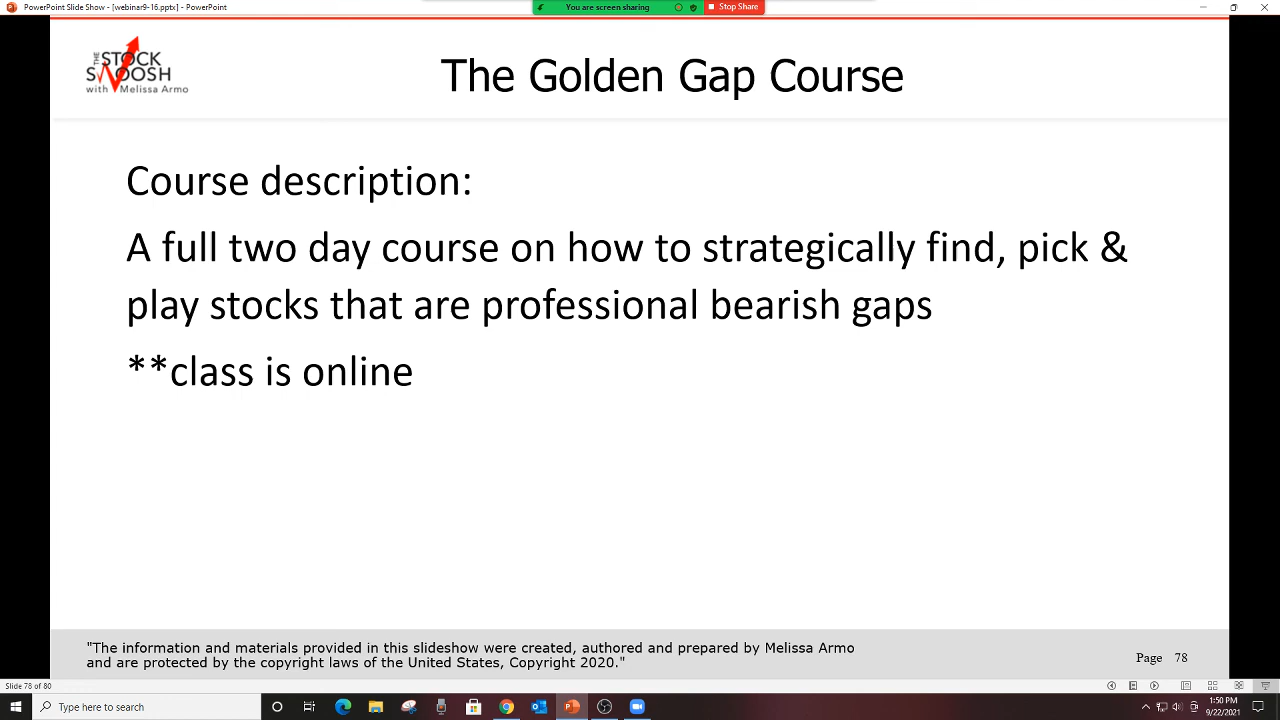 PowerPoint Slide Show - [webinar9-16.pptx] - PowerPoint
You are screen sharing
Stop Share
THE STOCK
SWOOSH
with Melissa Armo
The Golden Gap Course
Course description:
A full two day course on how to strategically find, pick &
play stocks that are professional bearish gaps
**class is online
"The information and materials provided in this slideshow were created, authored and prepared by Melissa Armo
and are protected by the copyright laws of the United States, Copyright 2020."
Page 78
Slide 78 of 80
Type here to search
1:50 PM
9/22/2021